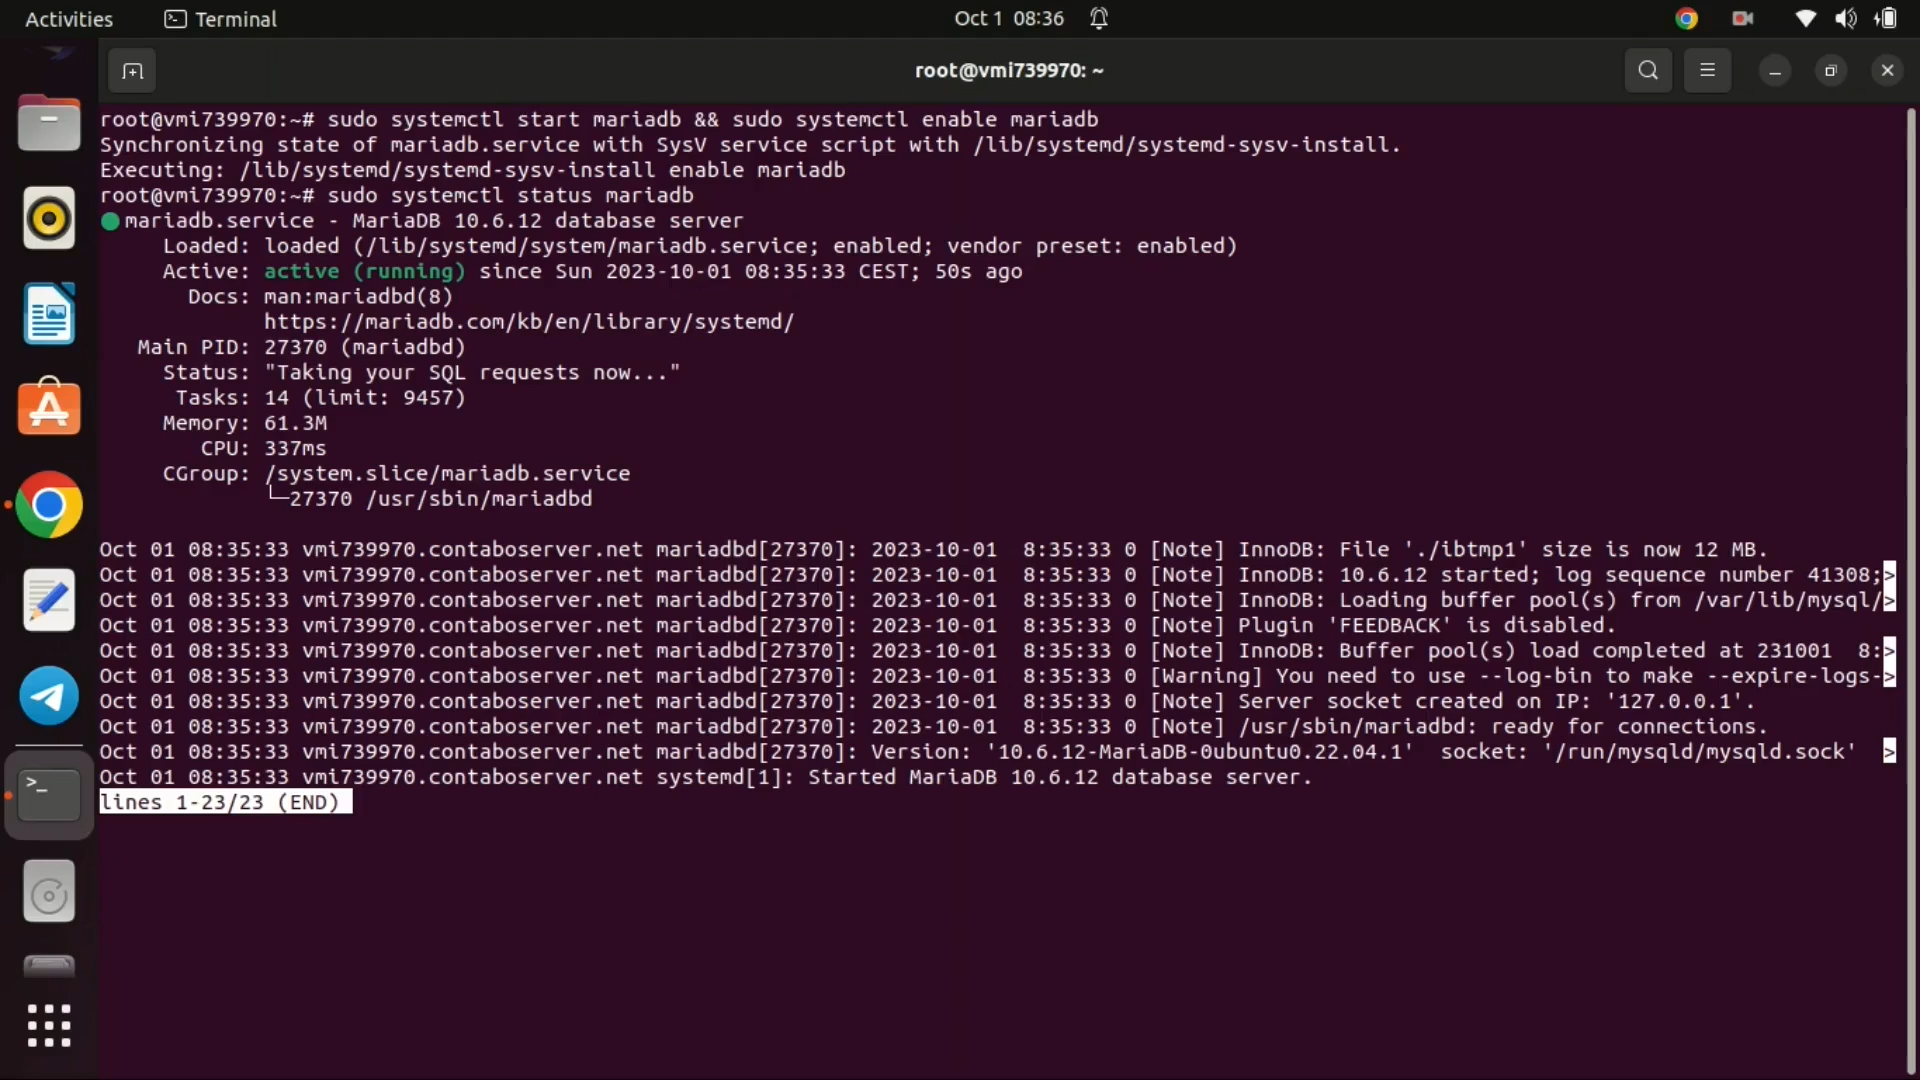 Activities Terminal Oct 1 08:36
root@vmi739970: ~
root@vmi739970:~# sudo systemctl start mariadb && sudo systemctl enable mariadb
Synchronizing state of mariadb.service with SysV service script with /lib/systemd/systemd-sysv-install.
Executing: /lib/systemd/systemd-sysv-install enable mariadb
root@vmi739970:~# sudo systemctl status mariadb
mariadb.service - MariaDB 10.6.12 database server
Loaded: loaded (/lib/systemd/system/mariadb.service; enabled; vendor preset: enabled)
Active: active (running) since Sun 2023-10-01 08:35:33 CEST; 50s ago
Docs: man:mariadbd(8)
https://mariadb.com/kb/en/library/systemd/
Main PID: 27370 (mariadbd)
Status: "Taking your SQL requests now..."
Tasks: 14 (limit: 9457)
Memory: 61.3M
CPU: 337ms
CGroup: /system.slice/mariadb.service
└─27370 /usr/sbin/mariadbd
Oct 01 08:35:33 vmi739970.contaboserver.net mariadbd[27370]: 2023-10-01  8:35:33 0 [Note] InnoDB: File './ibtmp1' size is now 12 MB.
Oct 01 08:35:33 vmi739970.contaboserver.net mariadbd[27370]: 2023-10-01  8:35:33 0 [Note] InnoDB: 10.6.12 started; log sequence number 41308;>
Oct 01 08:35:33 vmi739970.contaboserver.net mariadbd[27370]: 2023-10-01  8:35:33 0 [Note] InnoDB: Loading buffer pool(s) from /var/lib/mysql/>
Oct 01 08:35:33 vmi739970.contaboserver.net mariadbd[27370]: 2023-10-01  8:35:33 0 [Note] Plugin 'FEEDBACK' is disabled.
Oct 01 08:35:33 vmi739970.contaboserver.net mariadbd[27370]: 2023-10-01  8:35:33 0 [Note] InnoDB: Buffer pool(s) load completed at 231001  8:>
Oct 01 08:35:33 vmi739970.contaboserver.net mariadbd[27370]: 2023-10-01  8:35:33 0 [Warning] You need to use --log-bin to make --expire-logs->
Oct 01 08:35:33 vmi739970.contaboserver.net mariadbd[27370]: 2023-10-01  8:35:33 0 [Note] Server socket created on IP: '127.0.0.1'.
Oct 01 08:35:33 vmi739970.contaboserver.net mariadbd[27370]: 2023-10-01  8:35:33 0 [Note] /usr/sbin/mariadbd: ready for connections.
Oct 01 08:35:33 vmi739970.contaboserver.net mariadbd[27370]: Version: '10.6.12-MariaDB-0ubuntu0.22.04.1'  socket: '/run/mysqld/mysqld.sock'  >
Oct 01 08:35:33 vmi739970.contaboserver.net systemd[1]: Started MariaDB 10.6.12 database server.
lines 1-23/23 (END)